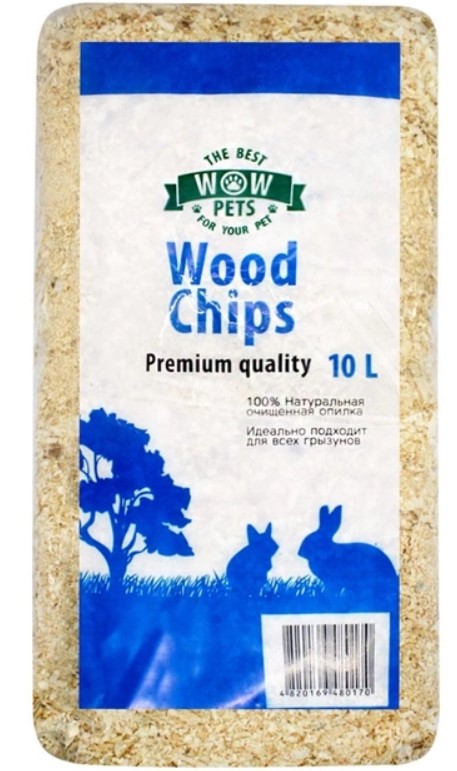 THE BEST
WOW
PETS
FOR YOUR PET
Wood
Chips
Premium quality 10 L
100% Натуральная
очищенная опилка
Идеально подходит
для всех грызунов
4820169480170